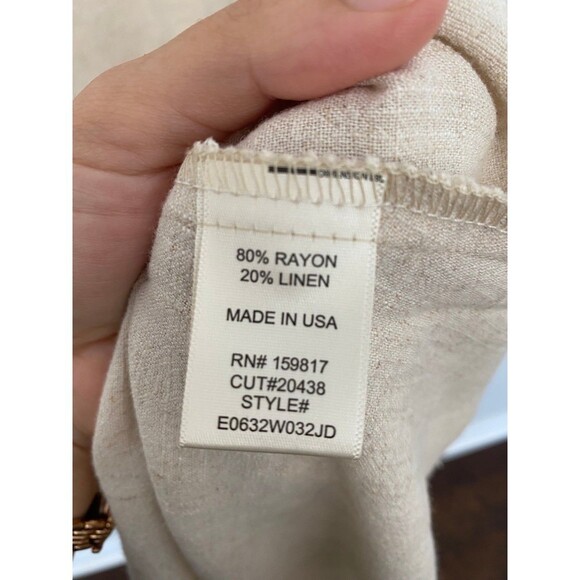 80% RAYON
20% LINEN
MADE IN USA
RN# 159817
CUT#20438
STYLE#
E0632W032JD